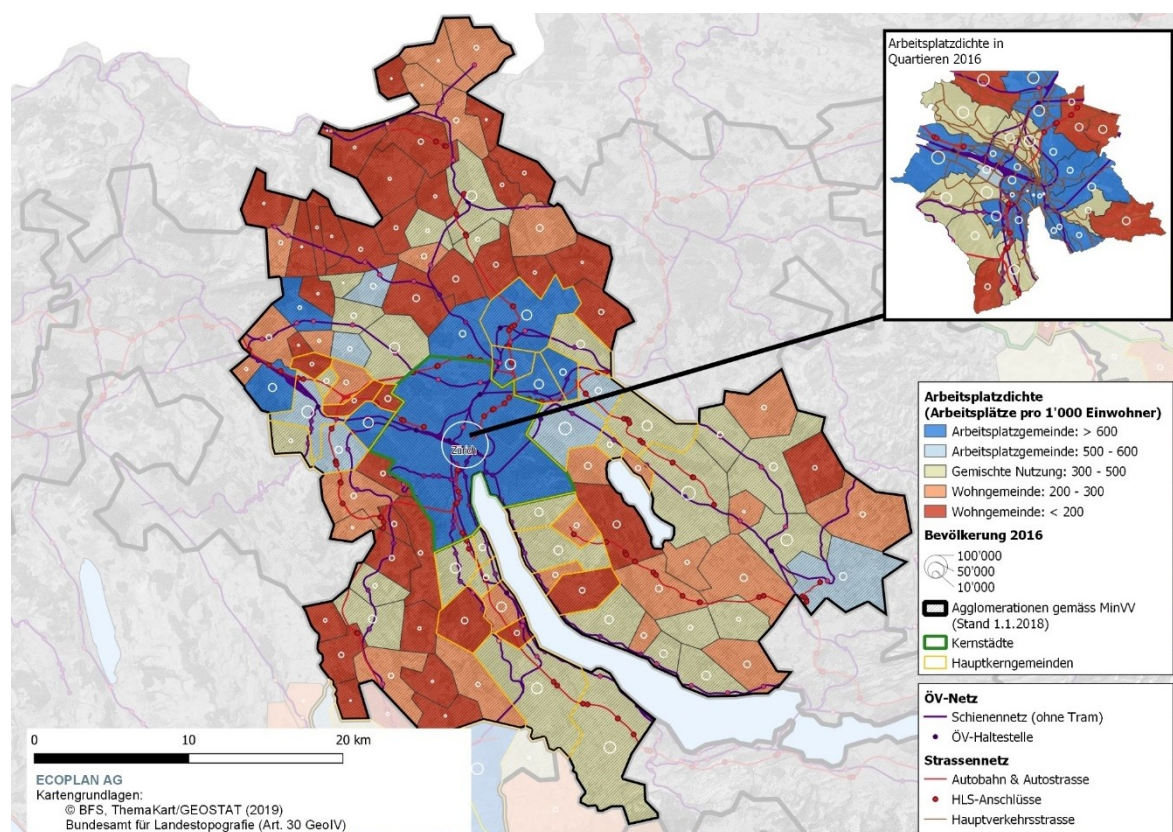 Arbeitsplatzdichte in
Quartieren 2016
Zürich
Arbeitsplatzdichte
(Arbeitsplätze pro 1'000 Einwohner)
Arbeitsplatzgemeinde: > 600
Arbeitsplatzgemeinde: 500 - 600
Gemischte Nutzung: 300 - 500
Wohngemeinde: 200 - 300
Wohngemeinde: < 200
Bevölkerung 2016
100'000
50'000
10'000
Agglomerationen gemäss MinVV
(Stand 1.1.2018)
Kernstädte
Hauptkerngemeinden
ÖV-Netz
Schienennetz (ohne Tram)
ÖV-Haltestelle
Strassennetz
Autobahn & Autostrasse
HLS-Anschlüsse
Hauptverkehrsstrasse
0 10 20 km
ECOPLAN AG
Kartengrundlagen:
© BFS, ThemaKart/GEOSTAT (2019)
Bundesamt für Landestopografie (Art. 30 GeoIV)